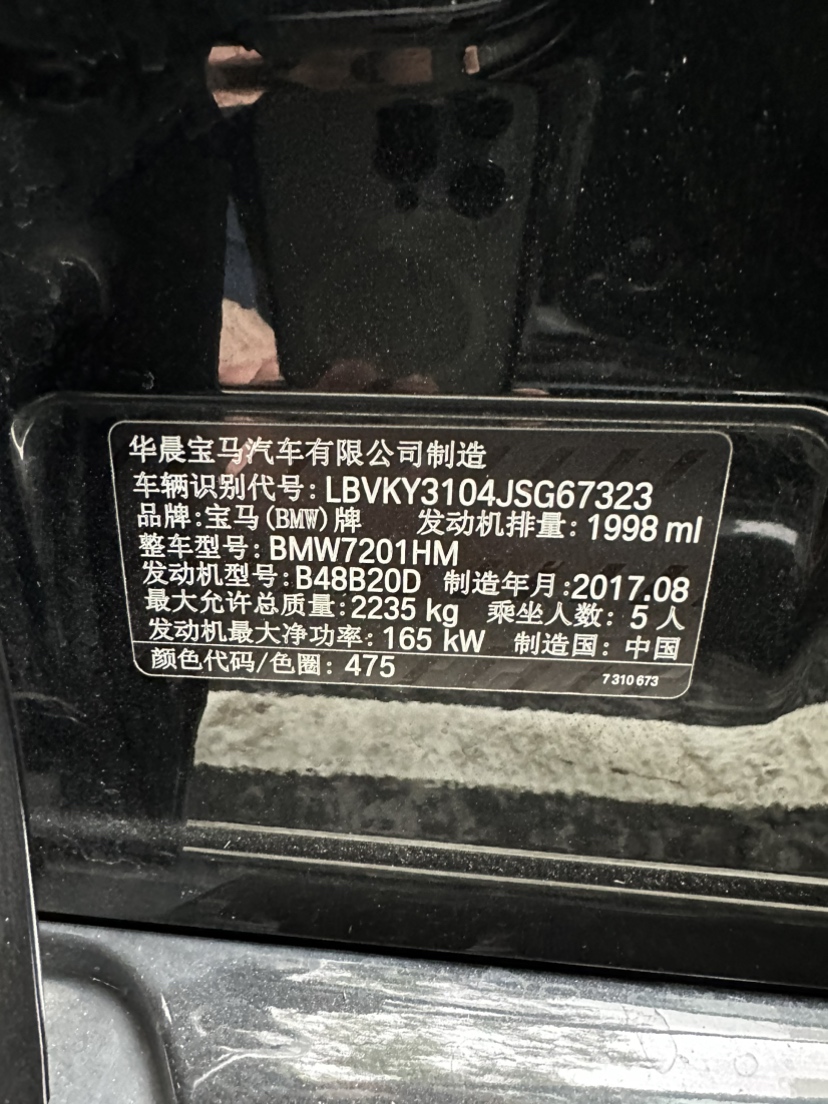 华晨宝马汽车有限公司制造
车辆识别代号: LBVKY3104JSG67323
品牌:宝马(BMW)牌 发动机排量: 1998 ml
整车型号: BMW7201HM
发动机型号: B48B20D 制造年月:2017.08
最大允许总质量: 2235 kg 乘坐人数: 5 人
发动机最大净功率: 165 kW 制造国: 中国
颜色代码/色圈: 475 7 310 673